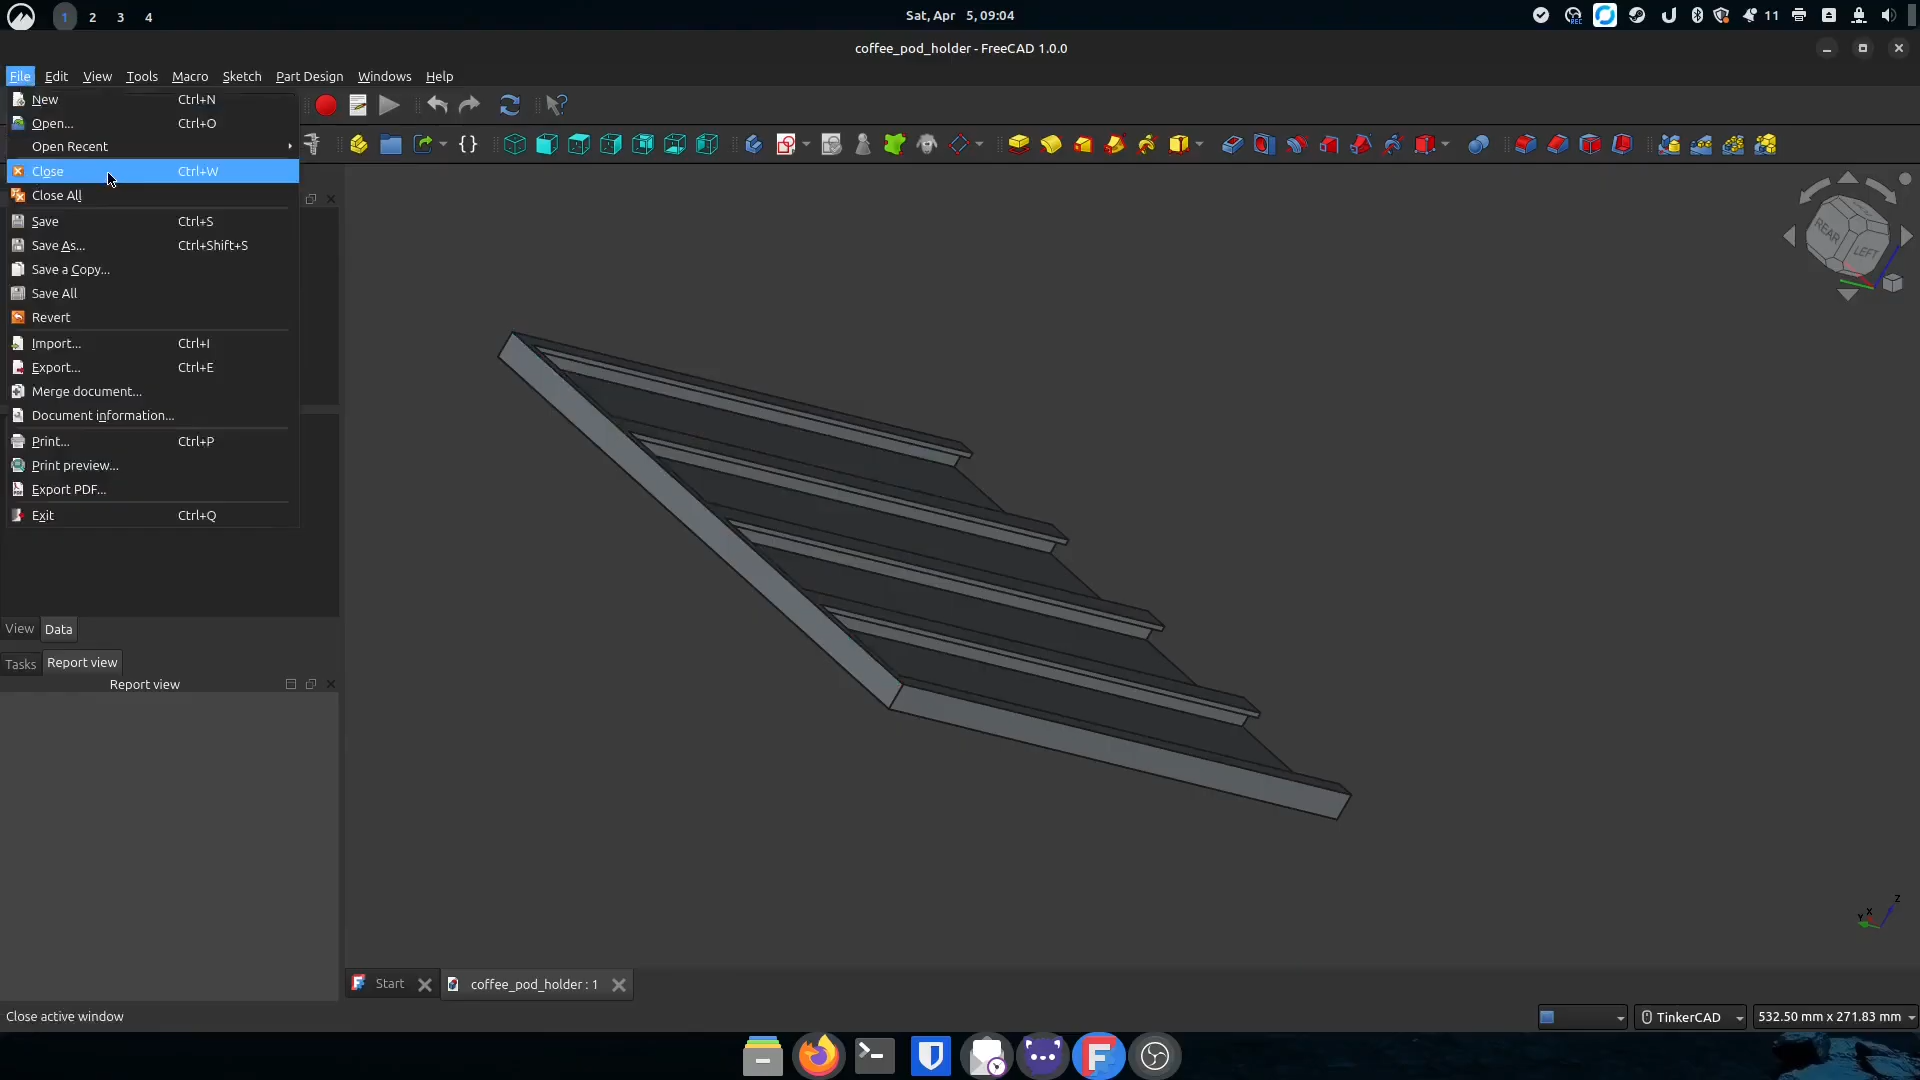 1 2 3 4
Sat, Apr 5, 09:04
11
coffee_pod_holder - FreeCAD 1.0.0
File Edit View Tools Macro Sketch Part Design Windows Help
New Ctrl+N
Open... Ctrl+O
Open Recent
Close Ctrl+W
Close All
Save Ctrl+S
Save As... Ctrl+Shift+S
Save a Copy...
Save All
Revert
Import... Ctrl+I
Export... Ctrl+E
Merge document...
Document information...
Print... Ctrl+P
Print preview...
Export PDF...
Exit Ctrl+Q
REAR
LEFT
View Data
Tasks Report view
Report view
Z
X
Y
Start
coffee_pod_holder : 1
Close active window
TinkerCAD
532.50 mm x 271.83 mm